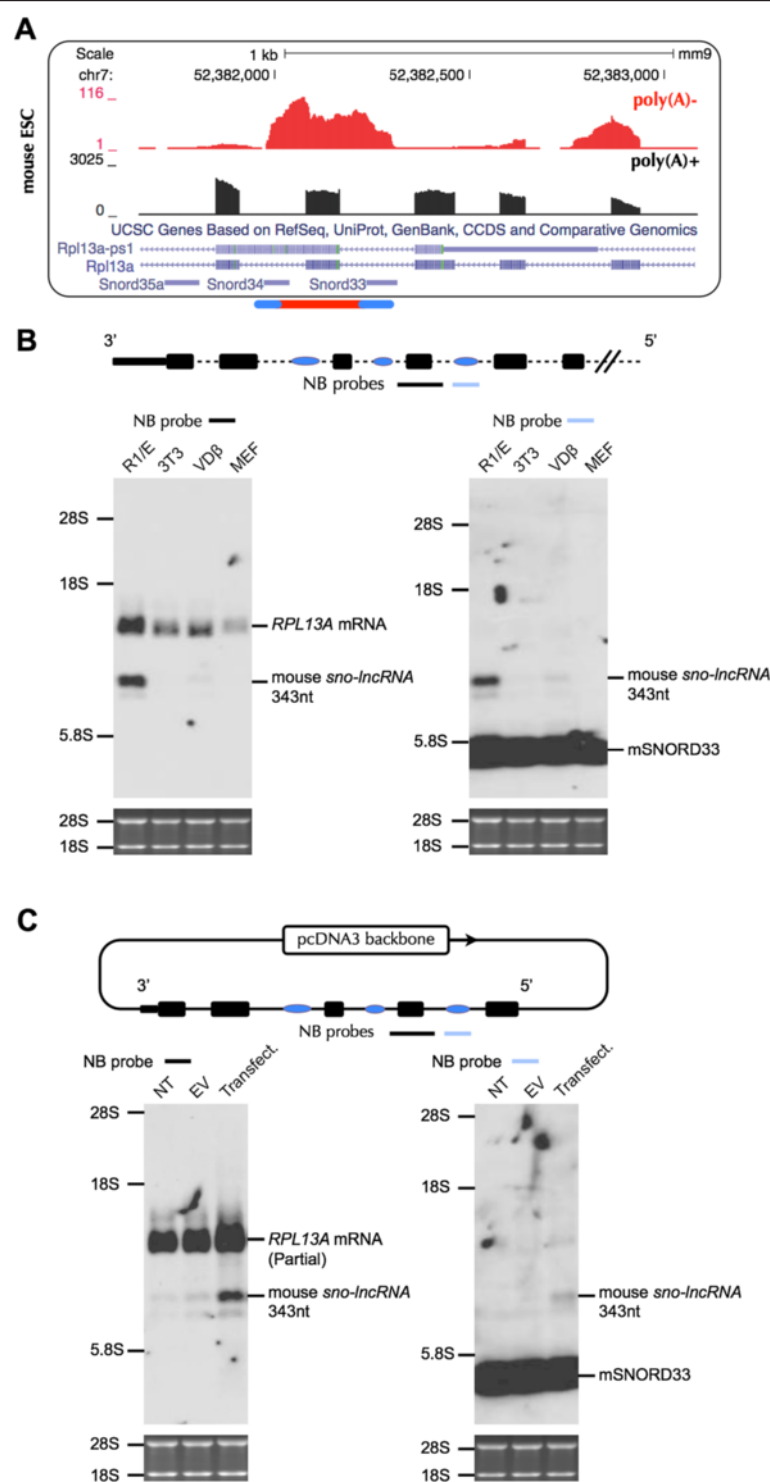 A
Scale 1 kb mm9
chr7: 52,382,000 52,382,500 52,383,000
116
poly(A)-
1
mouse ESC
3025
poly(A)+
0
UCSC Genes Based on RefSeq, UniProt, GenBank, CCDS and Comparative Genomics
Rpl13a-ps1
Rpl13a
Snord35a Snord34 Snord33
B
3' 5'
NB probes
NB probe
R1/E 3T3 VDβ MEF
28S
18S
RPL13A mRNA
mouse sno-lncRNA
343nt
5.8S
28S
18S
NB probe
R1/E 3T3 VDβ MEF
28S
18S
mouse sno-lncRNA
343nt
5.8S
mSNORD33
28S
18S
C
pcDNA3 backbone
3' 5'
NB probes
NB probe
NT EV Transfect.
28S
18S
RPL13A mRNA
(Partial)
mouse sno-lncRNA
343nt
5.8S
28S
18S
NB probe
NT EV Transfect.
28S
18S
mouse sno-lncRNA
343nt
5.8S
mSNORD33
28S
18S